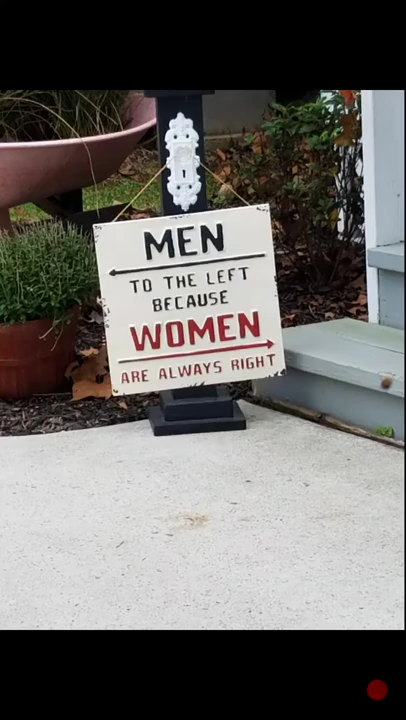 MEN
TO THE LEFT
BECAUSE
WOMEN
ARE ALWAYS RIGHT